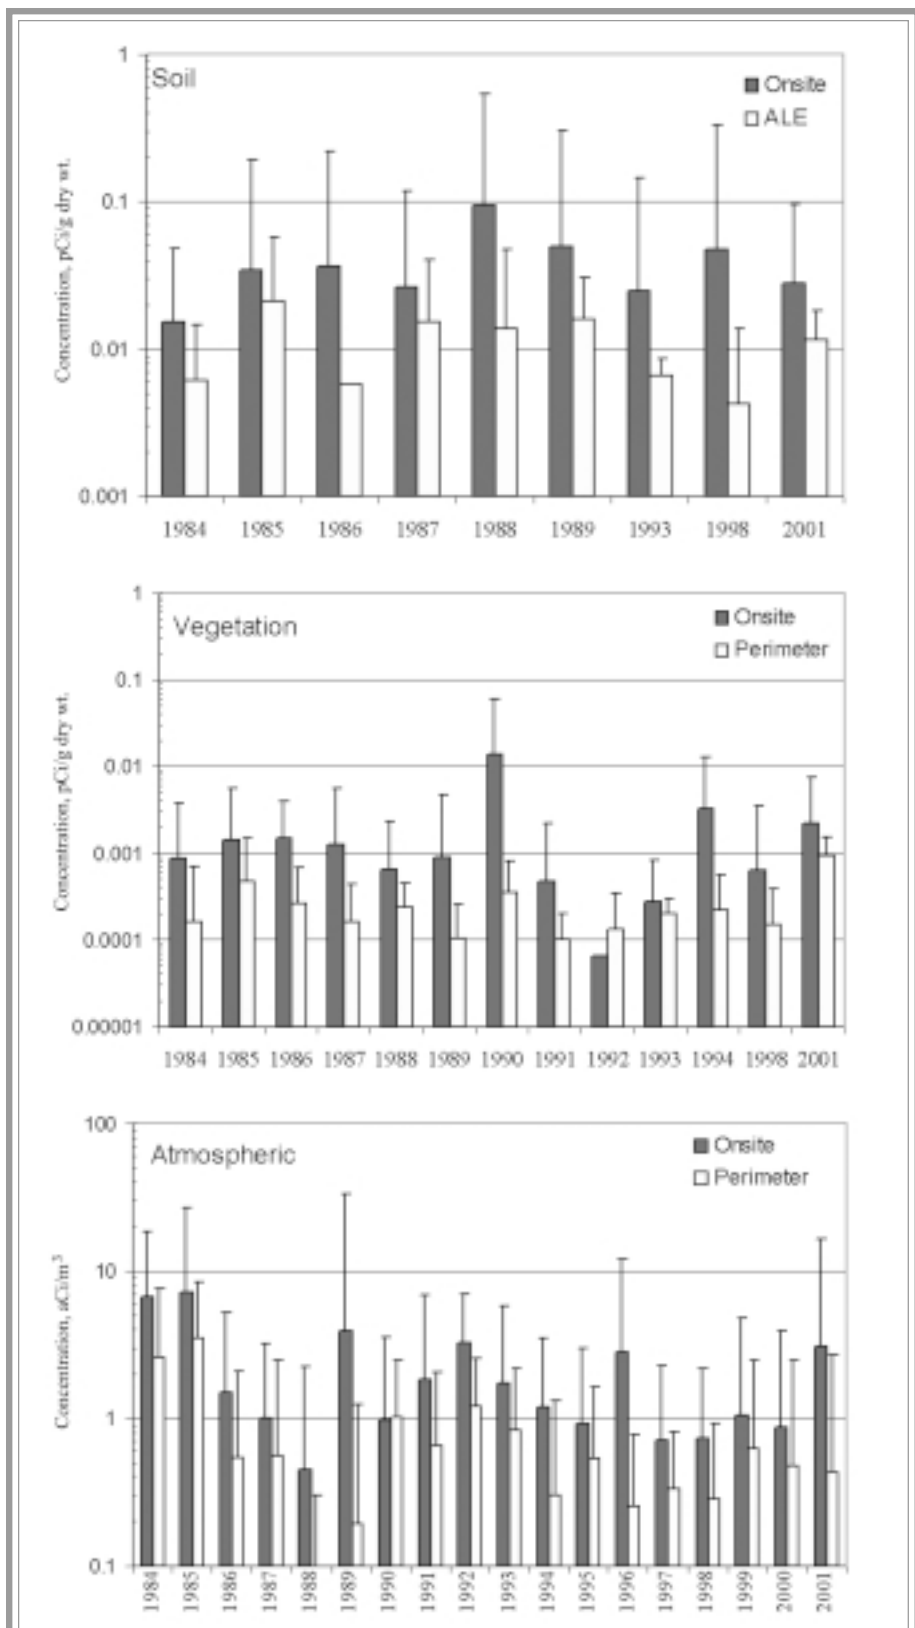 Soil
Onsite
ALE
Concentration, pCi/g dry wt.
1
0.1
0.01
0.001
1984 1985 1986 1987 1988 1989 1993 1998 2001
Vegetation
Onsite
Perimeter
Concentration, pCi/g dry wt.
1
0.1
0.01
0.001
0.0001
0.00001
1984 1985 1986 1987 1988 1989 1990 1991 1992 1993 1994 1998 2001
Atmospheric
Onsite
Perimeter
Concentration, aCi/m³
100
10
1
0.1
1984 1985 1986 1987 1988 1989 1990 1991 1992 1993 1994 1995 1996 1997 1998 1999 2000 2001